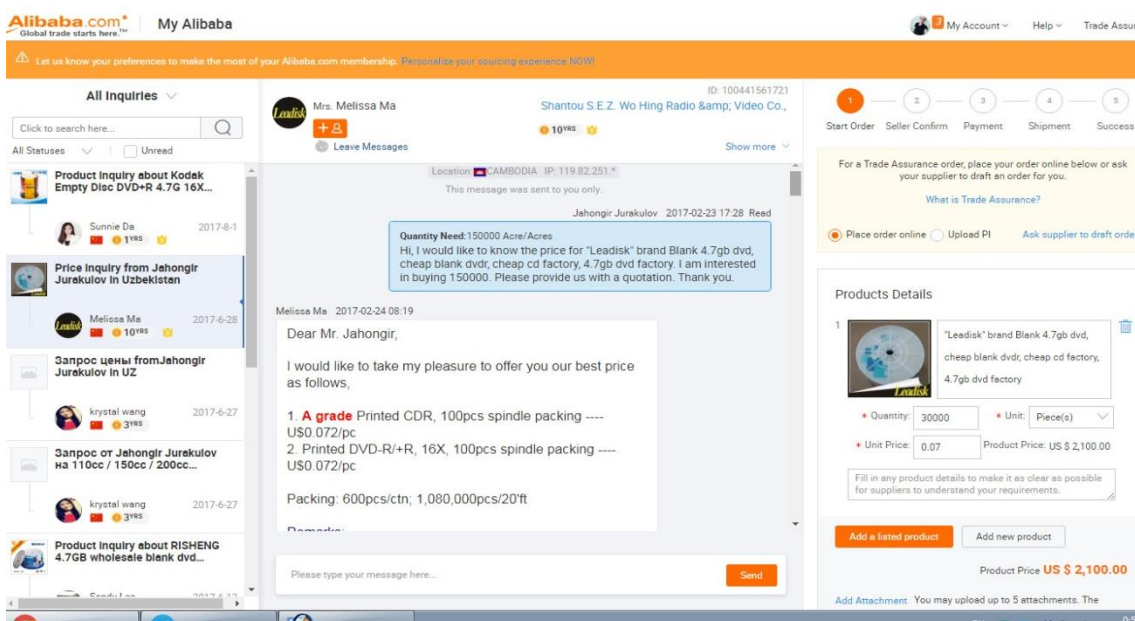 Alibaba.com
Global trade starts here.™
My Alibaba
3
My Account
Help
Trade Assur
Let us know your preferences to make the most of your Alibaba.com membership. Personalize your sourcing experience NOW!
All Inquiries
Click to search here...
All Statuses
Unread
Product Inquiry about Kodak
Empty Disc DVD+R 4.7G 16X...
Sunnie Da
2017-8-1
1YRS
Price Inquiry from Jahongir
Jurakulov in Uzbekistan
Leadisk
Melissa Ma
2017-6-28
10YRS
Запрос цены fromJahongir
Jurakulov in UZ
krystal wang
2017-6-27
3YRS
Запрос от Jahongir Jurakulov
на 110cc / 150cc / 200cc...
krystal wang
2017-6-27
3YRS
Product Inquiry about RISHENG
4.7GB wholesale blank dvd...
Leadisk
Mrs. Melissa Ma
Leave Messages
ID: 100441561721
Shantou S.E.Z. Wo Hing Radio &amp; Video Co.,
10YRS
Show more
Location: CAMBODIA IP: 119.82.251.*
This message was sent to you only.
Jahongir Jurakulov 2017-02-23 17:28 Read
Quantity Need:150000 Acre/Acres
Hi, I would like to know the price for "Leadisk" brand Blank 4.7gb dvd,
cheap blank dvdr, cheap cd factory, 4.7gb dvd factory. I am interested
in buying 150000. Please provide us with a quotation. Thank you.
Melissa Ma 2017-02-24 08:19
Dear Mr. Jahongir,
I would like to take my pleasure to offer you our best price
as follows,
1. A grade Printed CDR, 100pcs spindle packing ----
U$0.072/pc
2. Printed DVD-R/+R, 16X, 100pcs spindle packing ----
U$0.072/pc
Packing: 600pcs/ctn; 1,080,000pcs/20'ft
Please type your message here...
Send
1
2
3
4
5
Start Order
Seller Confirm
Payment
Shipment
Success
For a Trade Assurance order, place your order online below or ask
your supplier to draft an order for you.
What is Trade Assurance?
Place order online
Upload PI
Ask supplier to draft orde
Products Details
1
Leadisk
"Leadisk" brand Blank 4.7gb dvd,
cheap blank dvdr, cheap cd factory,
4.7gb dvd factory
* Quantity: 30000
* Unit: Piece(s)
* Unit Price: 0.07
Product Price: US $ 2,100.00
Fill in any product details to make it as clear as possible
for suppliers to understand your requirements.
Add a listed product
Add new product
Product Price US $ 2,100.00
Add Attachment You may upload up to 5 attachments. The